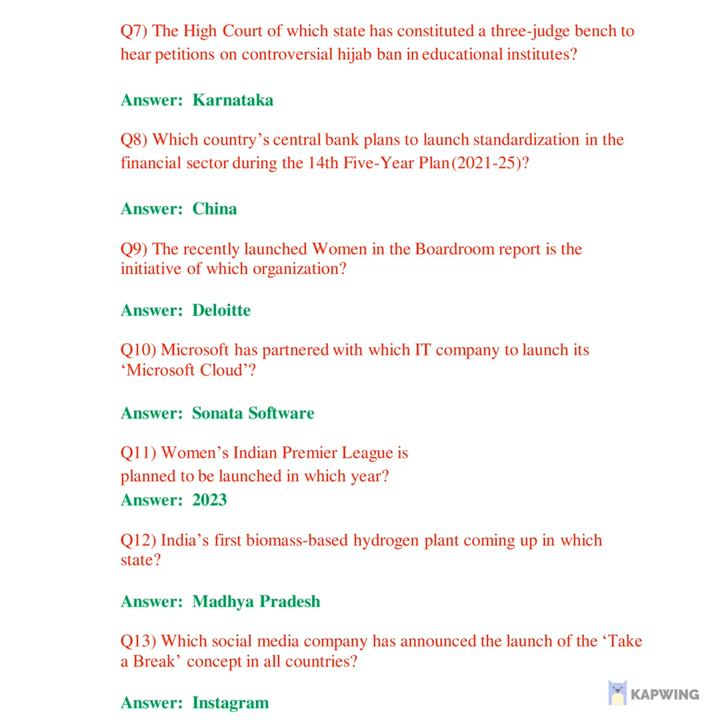 Q7) The High Court of which state has constituted a three-judge bench to
hear petitions on controversial hijab ban in educational institutes?
Answer: Karnataka
Q8) Which country’s central bank plans to launch standardization in the
financial sector during the 14th Five-Year Plan (2021-25)?
Answer: China
Q9) The recently launched Women in the Boardroom report is the
initiative of which organization?
Answer: Deloitte
Q10) Microsoft has partnered with which IT company to launch its
‘Microsoft Cloud’?
Answer: Sonata Software
Q11) Women’s Indian Premier League is
planned to be launched in which year?
Answer: 2023
Q12) India’s first biomass-based hydrogen plant coming up in which
state?
Answer: Madhya Pradesh
Q13) Which social media company has announced the launch of the ‘Take
a Break’ concept in all countries?
Answer: Instagram
KAPWING